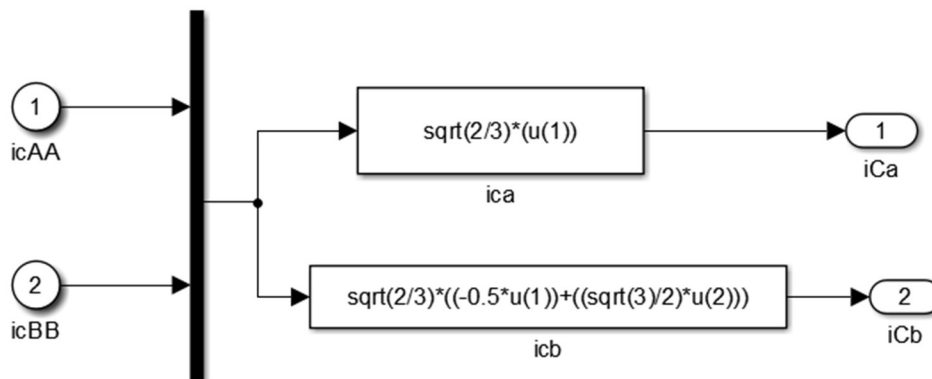 1
icAA
sqrt(2/3)*(u(1))
ica
1
iCa
2
icBB
sqrt(2/3)*((-0.5*u(1))+((sqrt(3)/2)*u(2)))
icb
2
iCb